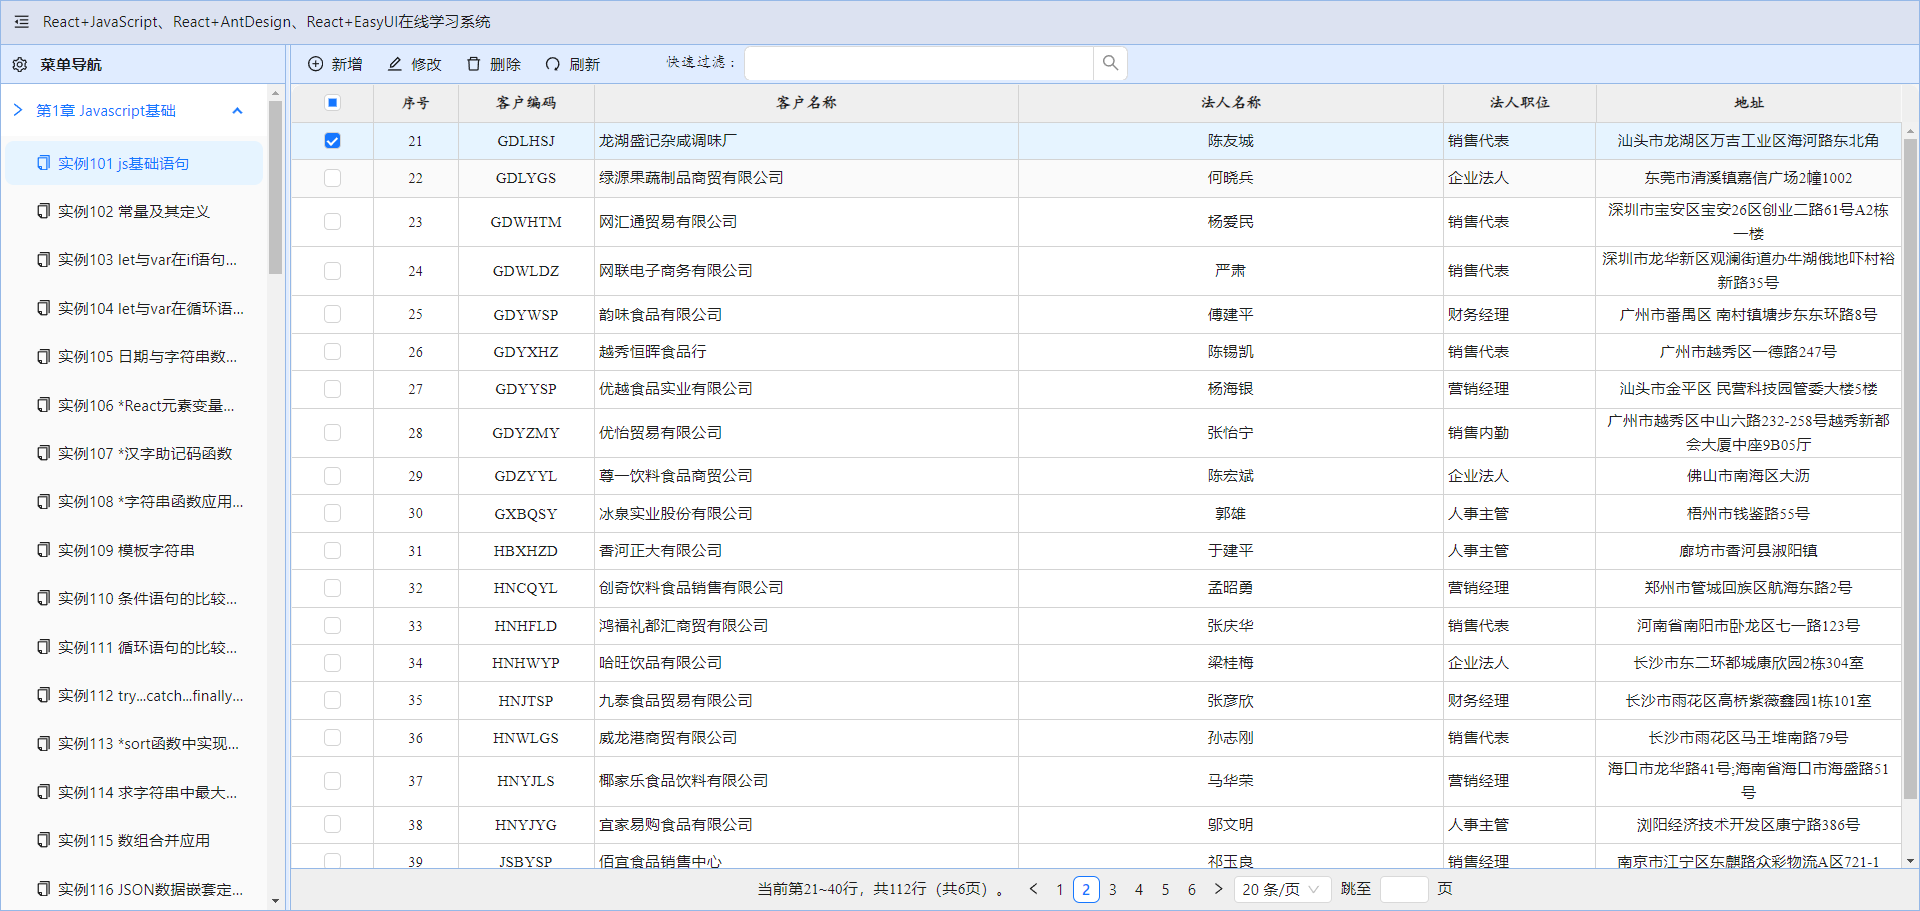 React+JavaScript、React+AntDesign、React+EasyUI在线学习系统
菜单导航
新增 修改 删除 刷新 快速过滤：
第1章 Javascript基础
实例101 js基础语句
实例102 常量及其定义
实例103 let与var在if语句...
实例104 let与var在循环语...
实例105 日期与字符串数...
实例106 *React元素变量...
实例107 *汉字助记码函数
实例108 *字符串函数应用...
实例109 模板字符串
实例110 条件语句的比较...
实例111 循环语句的比较...
实例112 try...catch...finally...
实例113 *sort函数中实现...
实例114 求字符串中最大...
实例115 数组合并应用
实例116 JSON数据嵌套定...
序号 客户编码 客户名称 法人名称 法人职位 地址
21 GDLHSJ 龙湖盛记杂咸调味厂 陈友城 销售代表 汕头市龙湖区万吉工业区海河路东北角
22 GDLYGS 绿源果蔬制品商贸有限公司 何晓兵 企业法人 东莞市清溪镇嘉信广场2幢1002
23 GDWHTM 网汇通贸易有限公司 杨爱民 销售代表 深圳市宝安区宝安26区创业二路61号A2栋
一楼
24 GDWLDZ 网联电子商务有限公司 严肃 销售代表 深圳市龙华新区观澜街道办牛湖俄地吓村裕
新路35号
25 GDYWSP 韵味食品有限公司 傅建平 财务经理 广州市番禺区 南村镇塘步东东环路8号
26 GDYXHZ 越秀恒晖食品行 陈锡凯 销售代表 广州市越秀区一德路247号
27 GDYYSP 优越食品实业有限公司 杨海银 营销经理 汕头市金平区 民营科技园管委大楼5楼
28 GDYZMY 优怡贸易有限公司 张怡宁 销售内勤 广州市越秀区中山六路232-258号越秀新都
会大厦中座9B05厅
29 GDZYYL 尊一饮料食品商贸公司 陈宏斌 企业法人 佛山市南海区大沥
30 GXBQSY 冰泉实业股份有限公司 郭雄 人事主管 梧州市钱鉴路55号
31 HBXHZD 香河正大有限公司 于建平 人事主管 廊坊市香河县淑阳镇
32 HNCQYL 创奇饮料食品销售有限公司 孟昭勇 营销经理 郑州市管城回族区航海东路2号
33 HNHFLD 鸿福礼都汇商贸有限公司 张庆华 销售代表 河南省南阳市卧龙区七一路123号
34 HNHWYP 哈旺饮品有限公司 梁桂梅 企业法人 长沙市东二环都城康欣园2栋304室
35 HNJTSP 九泰食品贸易有限公司 张彦欣 财务经理 长沙市雨花区高桥紫薇鑫园1栋101室
36 HNWLGS 威龙港商贸有限公司 孙志刚 销售代表 长沙市雨花区马王堆南路79号
37 HNYJLS 椰家乐食品饮料有限公司 马华荣 营销经理 海口市龙华路41号;海南省海口市海盛路51
号
38 HNYJYG 宜家易购食品有限公司 邬文明 人事主管 浏阳经济技术开发区康宁路386号
39 JSBYSP 佰宜食品销售中心 祁玉良 销售经理 南京市江宁区东麒路众彩物流A区721-1
当前第21~40行，共112行（共6页）。 < 1 2 3 4 5 6 > 20 条/页 跳至 页